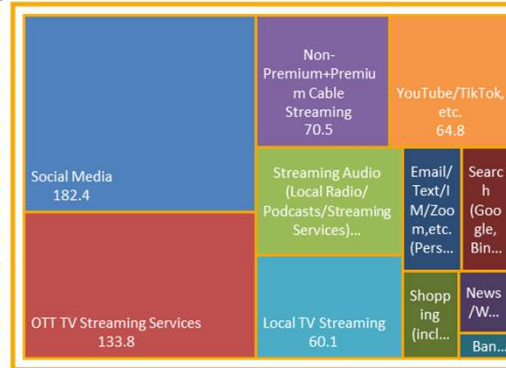 Social Media
182.4
OTT TV Streaming Services
133.8
Non-
Premium+Premiu
m Cable
Streaming
70.5
YouTube/TikTok,
etc.
64.8
Streaming Audio
(Local Radio/
Podcasts/Streaming
Services)...
Local TV Streaming
60.1
Email/
Text/I
M/Zoo
m,etc.
(Pers...
Searc
h
(Goo
gle,
Bin...
Shopp
ing
(incl...
News
/W...
Ban...